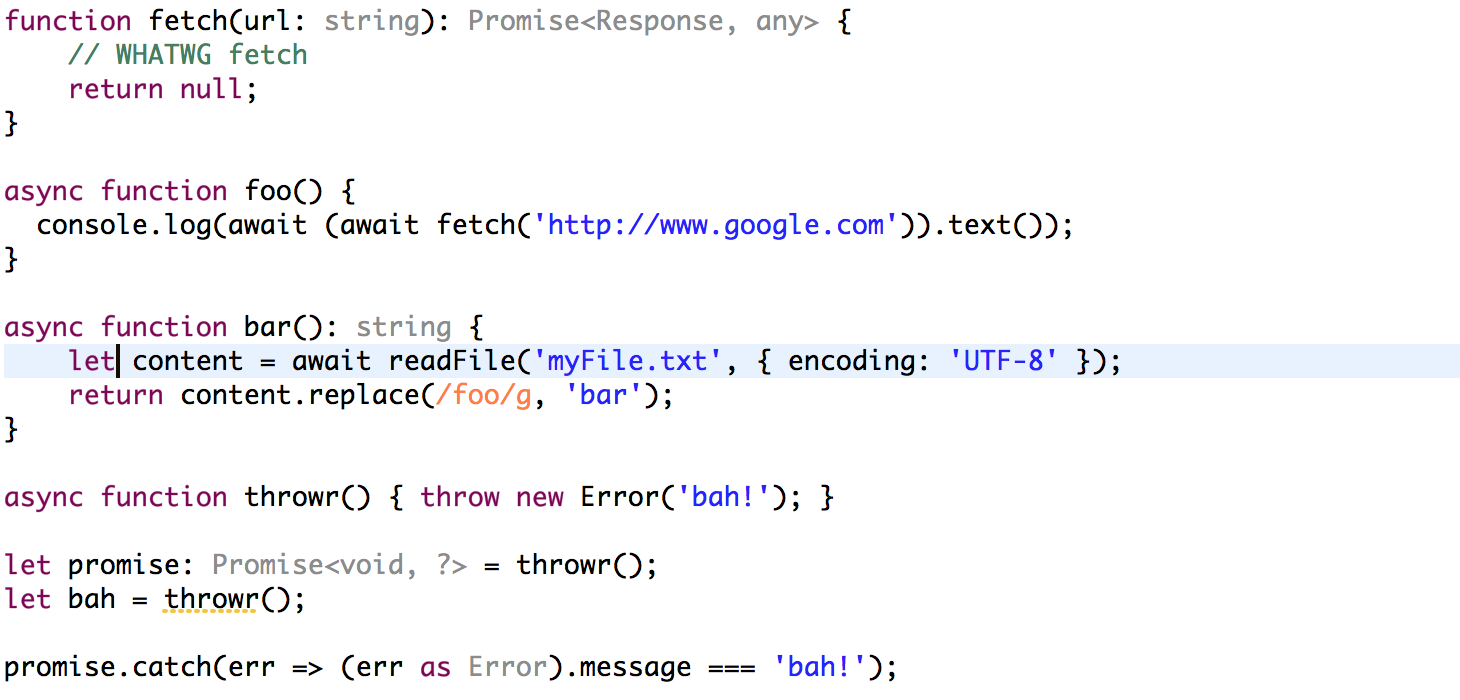 function fetch(url: string): Promise<Response, any> {
    // WHATWG fetch
    return null;
}

async function foo() {
  console.log(await (await fetch('http://www.google.com')).text());
}

async function bar(): string {
    let content = await readFile('myFile.txt', { encoding: 'UTF-8' });
    return content.replace(/foo/g, 'bar');
}

async function throwr() { throw new Error('bah!'); }

let promise: Promise<void, ?> = throwr();
let bah = throwr();

promise.catch(err => (err as Error).message === 'bah!');